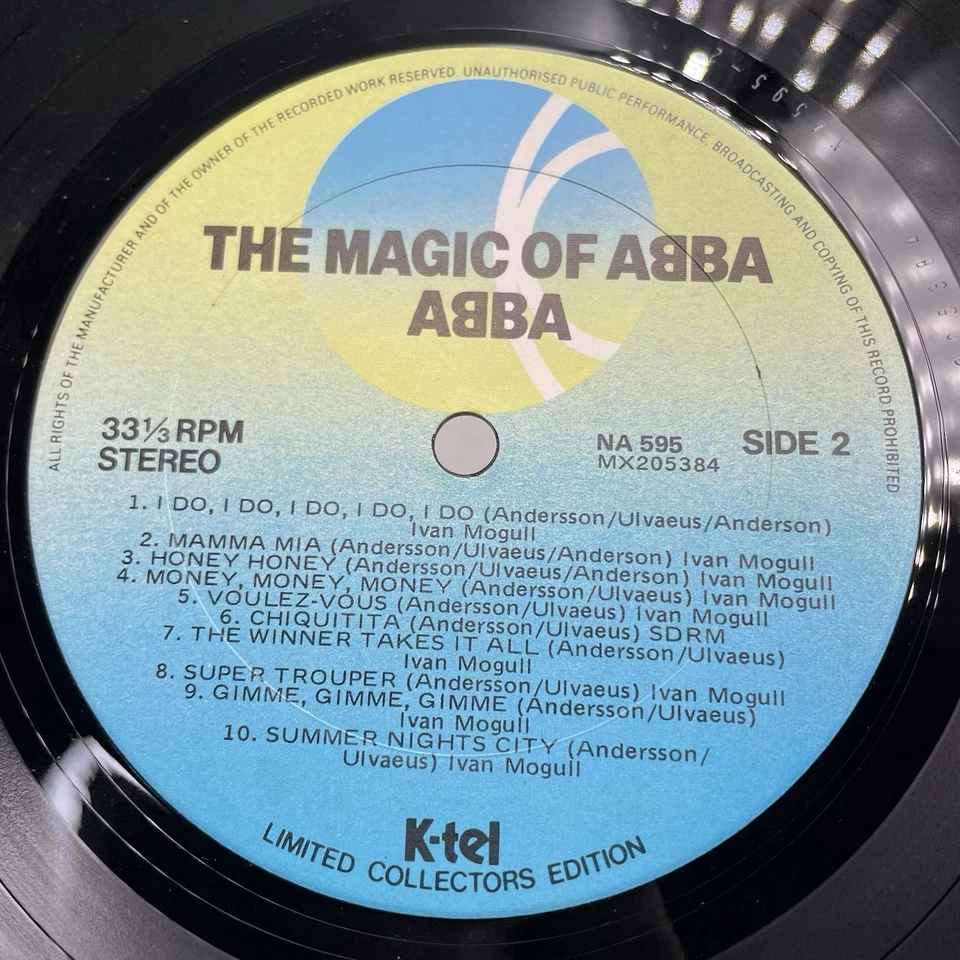 ALL RIGHTS OF THE MANUFACTURER AND OF THE OWNER OF THE RECORDED WORK RESERVED. UNAUTHORISED PUBLIC PERFORMANCE, BROADCASTING AND COPYING OF THIS RECORD PROHIBITED
THE MAGIC OF ABBA
ABBA
33⅓ RPM
STEREO
NA 595
MX205384
SIDE 2
1. I DO, I DO, I DO, I DO, I DO (Andersson/Ulvaeus/Anderson)
Ivan Mogull
2. MAMMA MIA (Andersson/Ulvaeus/Anderson) Ivan Mogull
3. HONEY HONEY (Andersson/Ulvaeus/Anderson) Ivan Mogull
4. MONEY, MONEY, MONEY (Andersson/Ulvaeus) Ivan Mogull
5. VOULEZ-VOUS (Andersson/Ulvaeus) Ivan Mogull
6. CHIQUITITA (Andersson/Ulvaeus) SDRM
7. THE WINNER TAKES IT ALL (Andersson/Ulvaeus)
Ivan Mogull
8. SUPER TROUPER (Andersson/Ulvaeus) Ivan Mogull
9. GIMME, GIMME, GIMME (Andersson/Ulvaeus)
Ivan Mogull
10. SUMMER NIGHTS CITY (Andersson/
Ulvaeus) Ivan Mogull
K-tel
LIMITED COLLECTORS EDITION